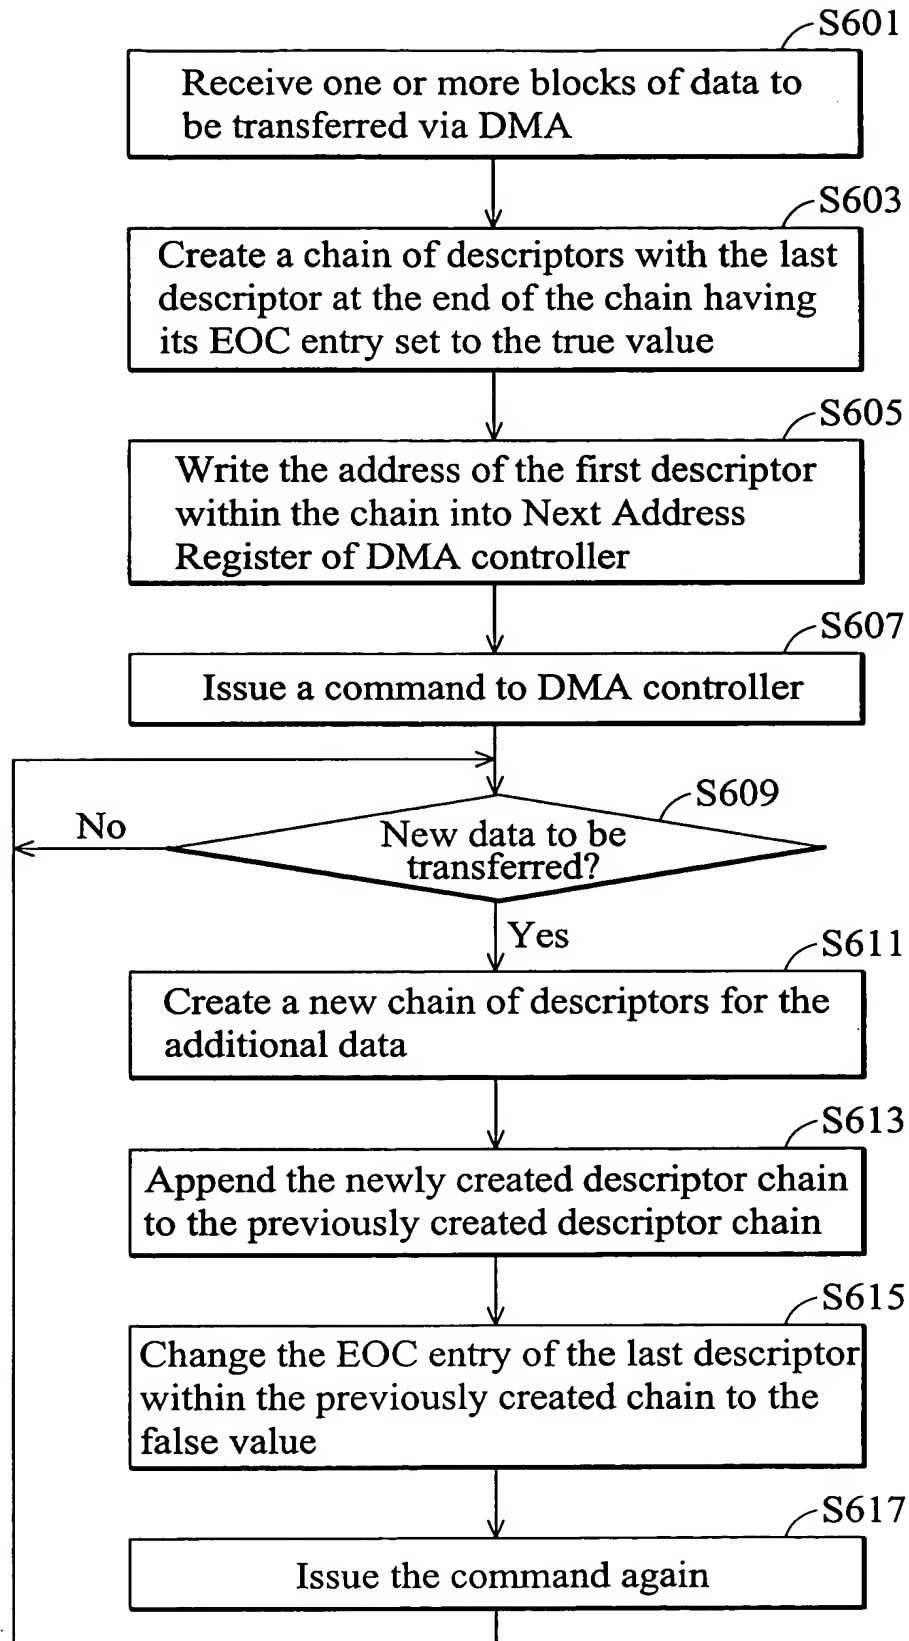 S601
Receive one or more blocks of data to
be transferred via DMA
S603
Create a chain of descriptors with the last
descriptor at the end of the chain having
its EOC entry set to the true value
S605
Write the address of the first descriptor
within the chain into Next Address
Register of DMA controller
S607
Issue a command to DMA controller
S609
No
New data to be
transferred?
Yes
S611
Create a new chain of descriptors for the
additional data
S613
Append the newly created descriptor chain
to the previously created descriptor chain
S615
Change the EOC entry of the last descriptor
within the previously created chain to the
false value
S617
Issue the command again